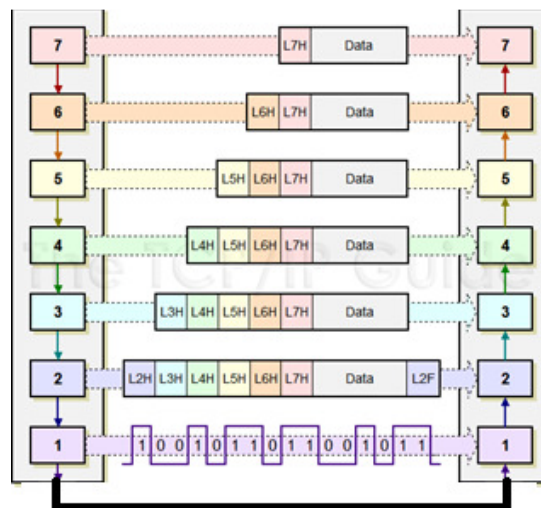 7 L7H Data 7
6 L6H L7H Data 6
5 L5H L6H L7H Data 5
4 L4H L5H L6H L7H Data 4
The TCP/IP Guide
3 L3H L4H L5H L6H L7H Data 3
2 L2H L3H L4H L5H L6H L7H Data L2F 2
1 1 0 0 1 0 1 1 0 1 1 0 0 1 0 1 1 1